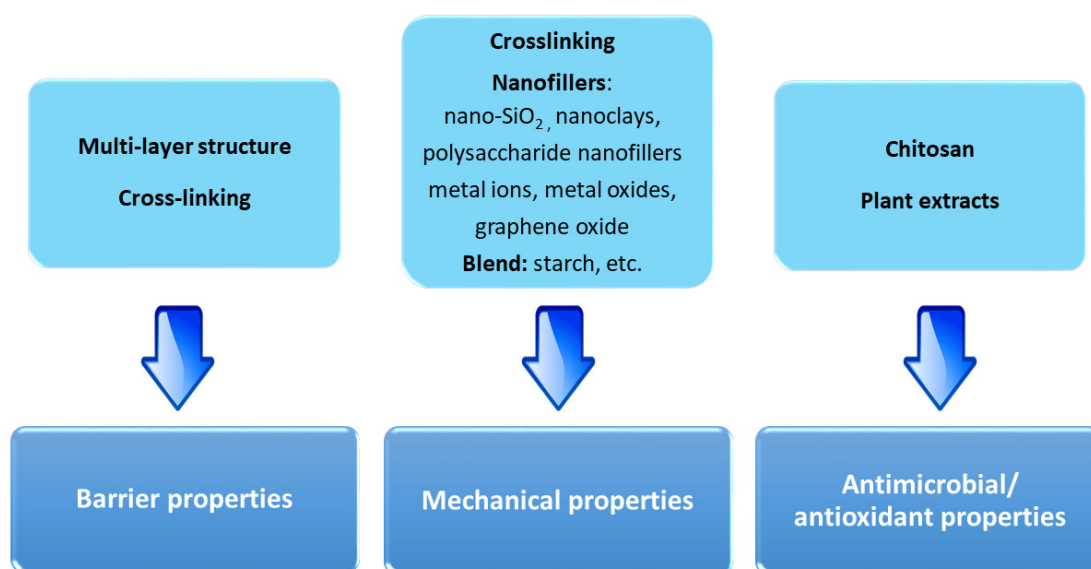 Multi-layer structure
Cross-linking
Crosslinking
Nanofillers:
nano-SiO₂, nanoclays,
polysaccharide nanofillers
metal ions, metal oxides,
graphene oxide
Blend: starch, etc.
Chitosan
Plant extracts
Barrier properties
Mechanical properties
Antimicrobial/
antioxidant properties